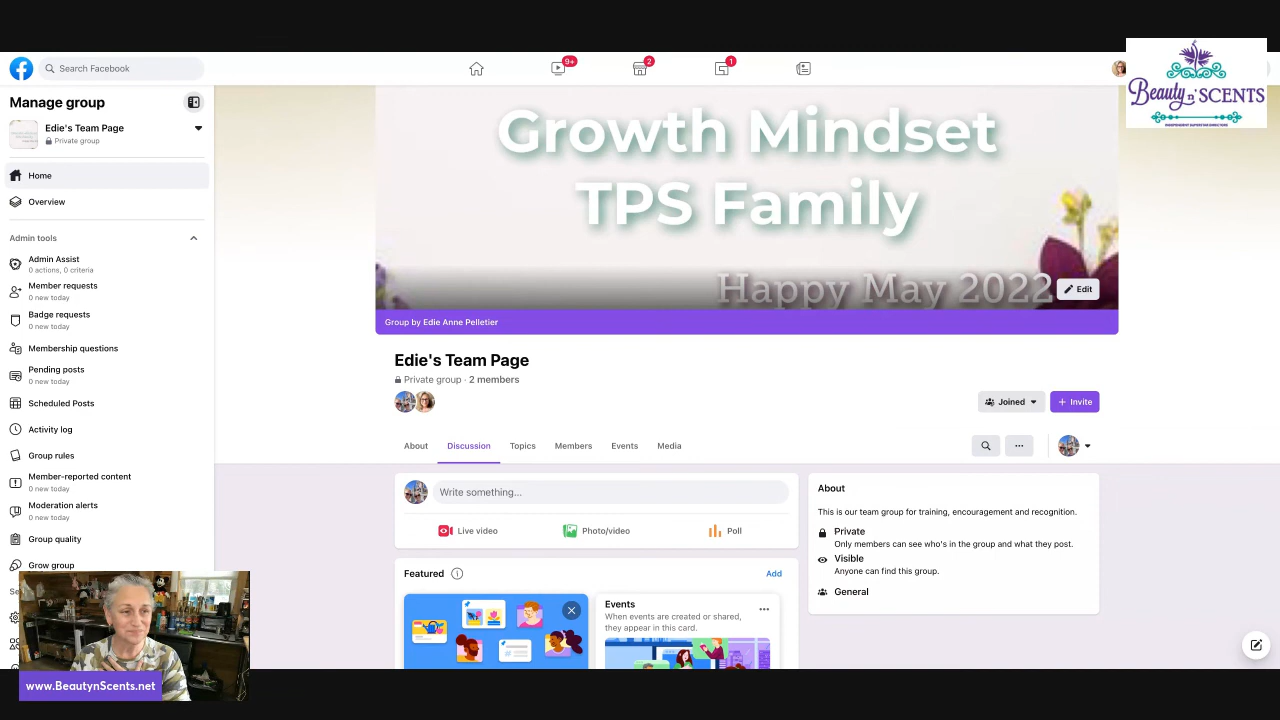 Search Facebook
9+
2
1
Beauty n' SCENTS
INDEPENDENT SUPERSTAR DIRECTORS
Manage group
Edie's Team Page
Private group
Home
Overview
Admin tools
Admin Assist
0 actions, 0 criteria
Member requests
0 new today
Badge requests
0 new today
Membership questions
Pending posts
0 new today
Scheduled Posts
Activity log
Group rules
Member-reported content
0 new today
Moderation alerts
0 new today
Group quality
Grow group
Growth Mindset
TPS Family
Happy May 2022
Edit
Group by Edie Anne Pelletier
Edie's Team Page
Private group · 2 members
Joined
+ Invite
About
Discussion
Topics
Members
Events
Media
Write something...
Live video
Photo/video
Poll
Featured
Add
Events
When events are created or shared,
they appear in this card.
About
This is our team group for training, encouragement and recognition.
Private
Only members can see who's in the group and what they post.
Visible
Anyone can find this group.
General
www.BeautynScents.net